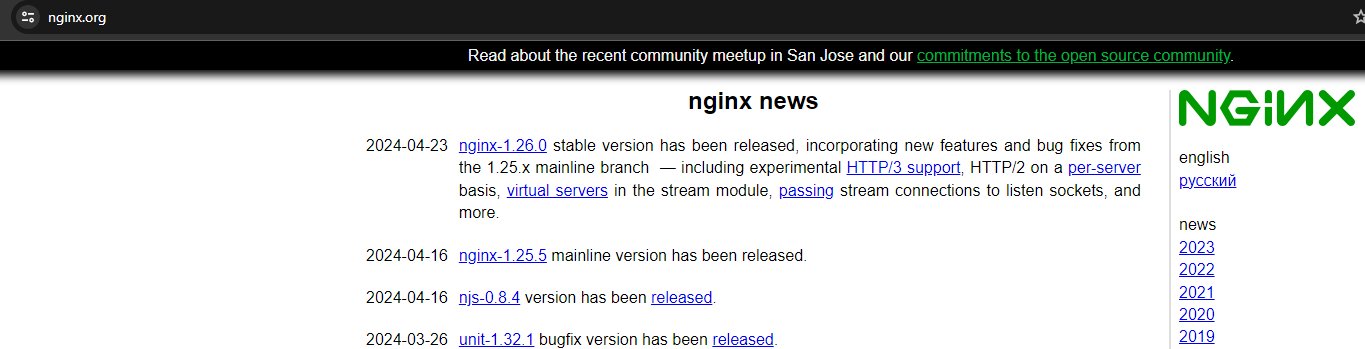 nginx.org
Read about the recent community meetup in San Jose and our commitments to the open source community.
nginx news
2024-04-23 nginx-1.26.0 stable version has been released, incorporating new features and bug fixes from
the 1.25.x mainline branch — including experimental HTTP/3 support, HTTP/2 on a per-server
basis, virtual servers in the stream module, passing stream connections to listen sockets, and
more.
2024-04-16 nginx-1.25.5 mainline version has been released.
2024-04-16 njs-0.8.4 version has been released.
2024-03-26 unit-1.32.1 bugfix version has been released.
NGiNX
english
русский
news
2023
2022
2021
2020
2019